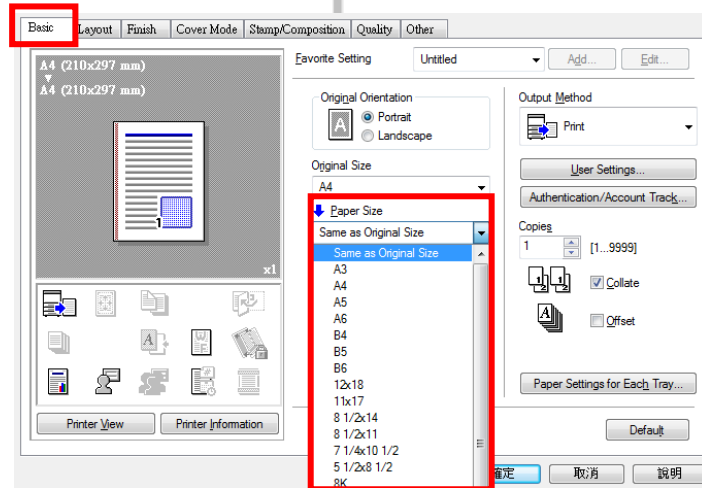 Basic Layout Finish Cover Mode Stamp/Composition Quality Other
A4 (210x297 mm)
A4 (210x297 mm)
1
x1
Printer View Printer Information
Favorite Setting Untitled Add... Edit...
Original Orientation
A
Portrait
Landscape
Original Size
A4
Paper Size
Same as Original Size
Same as Original Size
A3
A4
A5
A6
B4
B5
B6
12x18
11x17
8 1/2x14
8 1/2x11
7 1/4x10 1/2
5 1/2x8 1/2
8K
Output Method
Print
User Settings...
Authentication/Account Track...
Copies
1 [1...9999]
Collate
Offset
Paper Settings for Each Tray...
Default
確定 取消 說明